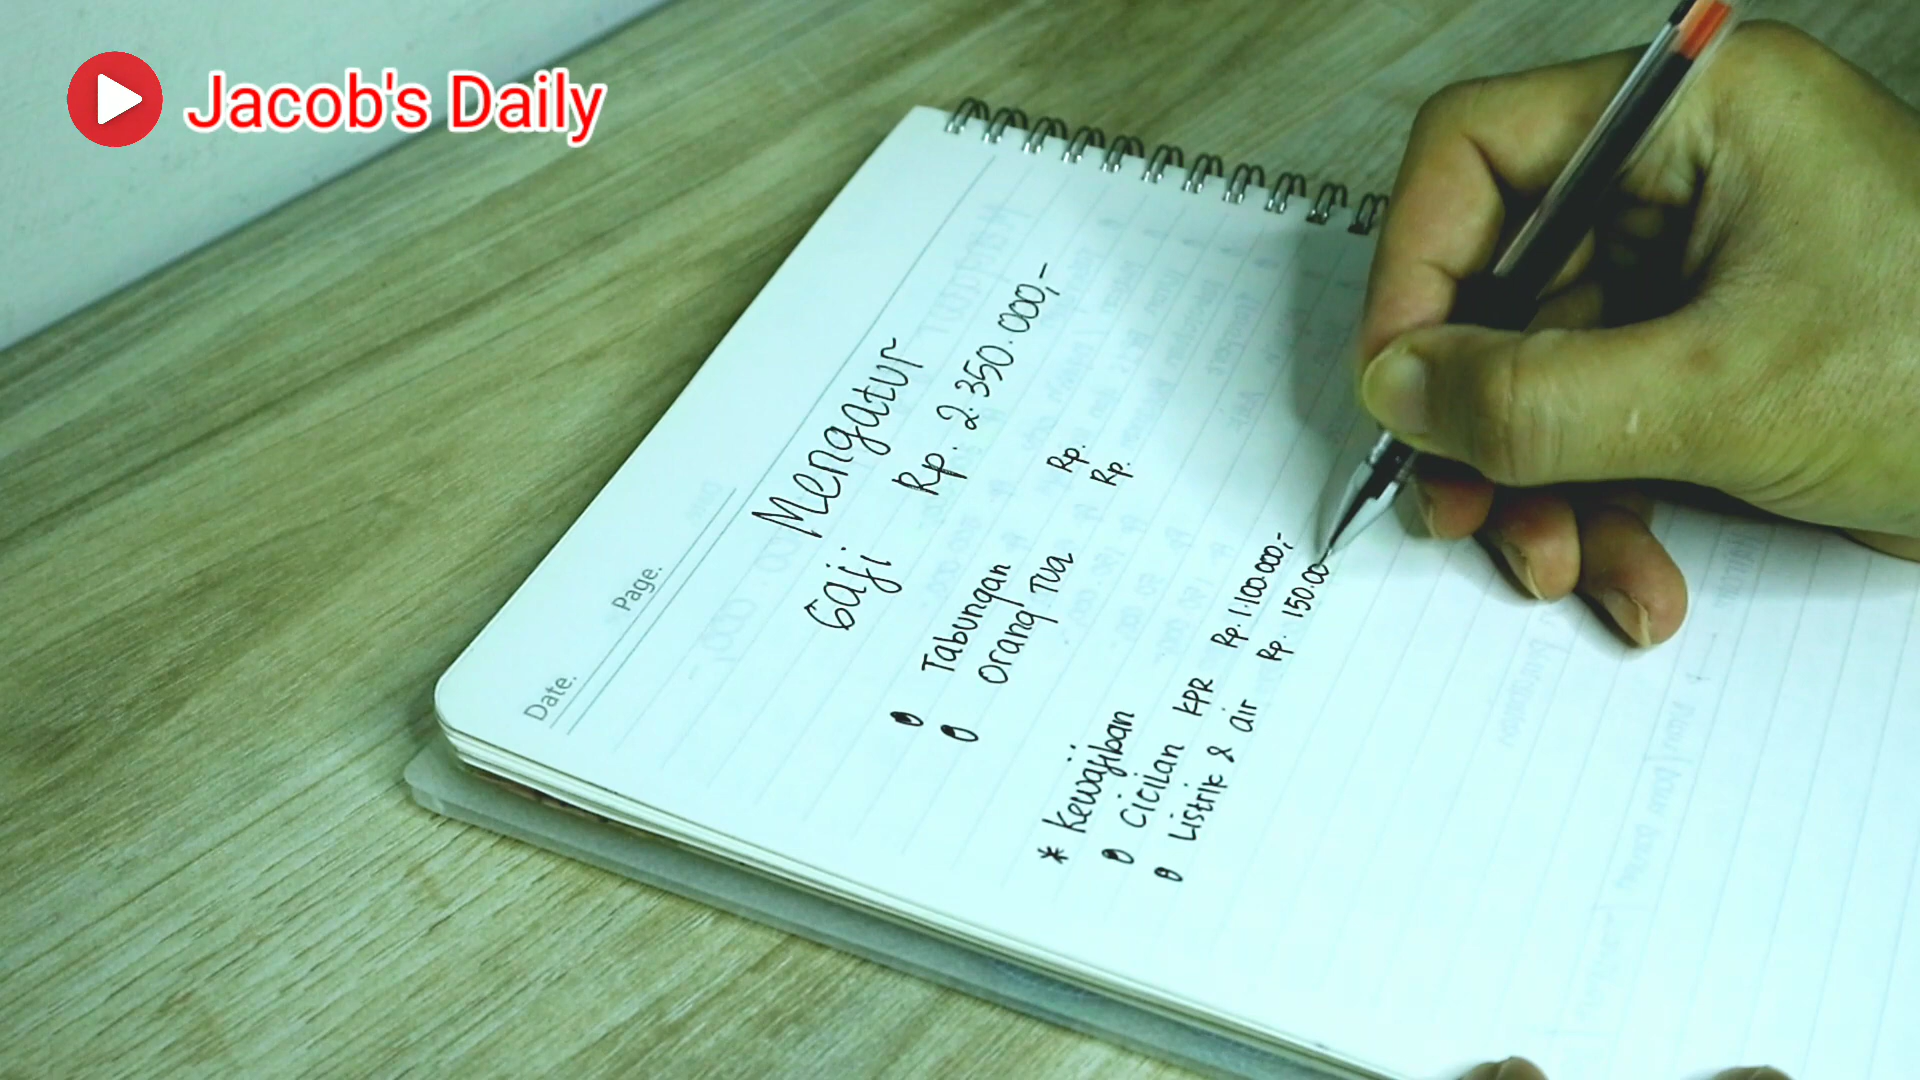 Jacob's Daily
Date.
Page.
Mengatur
Gaji Rp. 2.350.000,-
Tabungan Rp.
Orang Tua Rp.
* Kewajiban
Cicilan KPR Rp. 1.100.000,-
Listrik & air Rp. 150.00